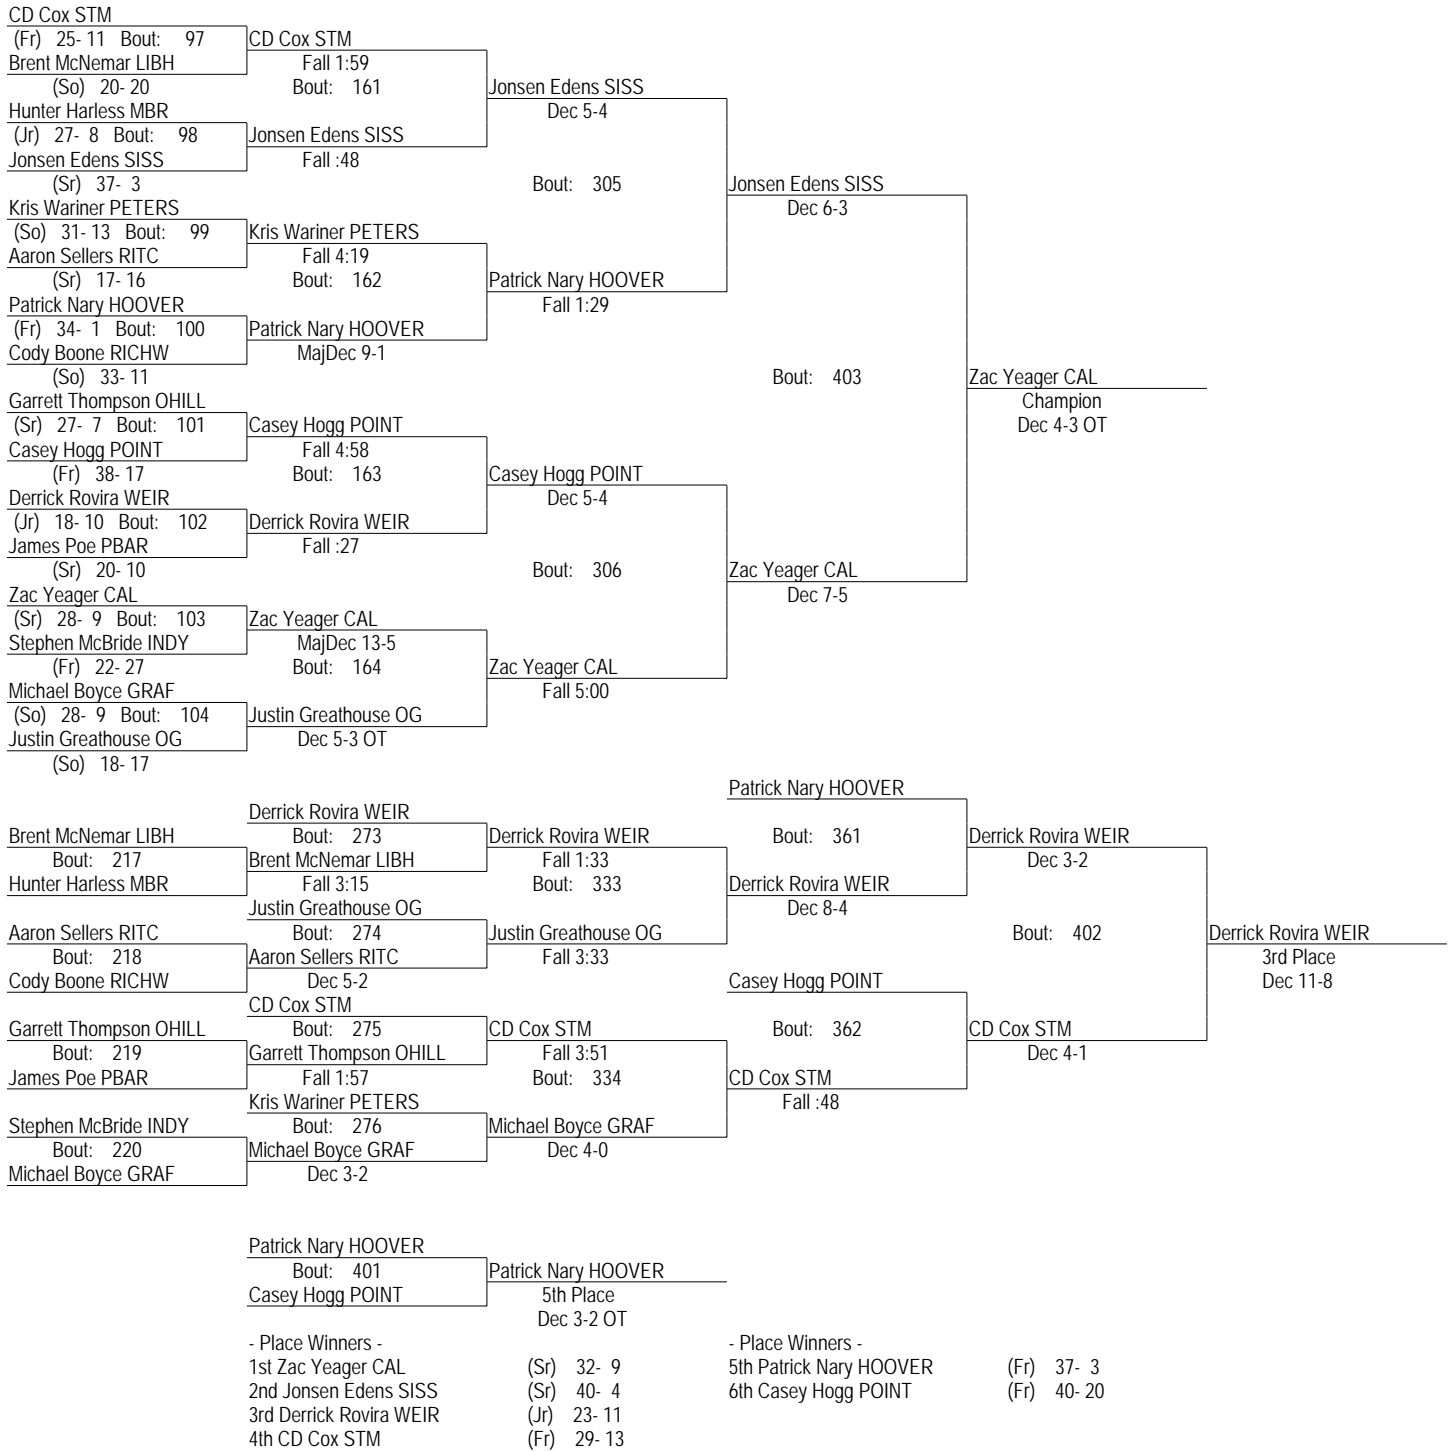 CD Cox STM
(Fr) 25- 11 Bout: 97 CD Cox STM
Brent McNemar LIBH Fall 1:59
(So) 20- 20 Bout: 161 Jonsen Edens SISS
Hunter Harless MBR Dec 5-4
(Jr) 27- 8 Bout: 98 Jonsen Edens SISS
Jonsen Edens SISS Fall :48
(Sr) 37- 3 Bout: 305 Jonsen Edens SISS
Kris Wariner PETERS Dec 6-3
(So) 31- 13 Bout: 99 Kris Wariner PETERS
Aaron Sellers RITC Fall 4:19
(Sr) 17- 16 Bout: 162 Patrick Nary HOOVER
Patrick Nary HOOVER Fall 1:29
(Fr) 34- 1 Bout: 100 Patrick Nary HOOVER
Cody Boone RICHW MajDec 9-1
(So) 33- 11 Bout: 403 Zac Yeager CAL
Garrett Thompson OHILL Champion
(Sr) 27- 7 Bout: 101 Casey Hogg POINT Dec 4-3 OT
Casey Hogg POINT Fall 4:58
(Fr) 38- 17 Bout: 163 Casey Hogg POINT
Derrick Rovira WEIR Dec 5-4
(Jr) 18- 10 Bout: 102 Derrick Rovira WEIR
James Poe PBAR Fall :27
(Sr) 20- 10 Bout: 306 Zac Yeager CAL
Zac Yeager CAL Dec 7-5
(Sr) 28- 9 Bout: 103 Zac Yeager CAL
Stephen McBride INDY MajDec 13-5
(Fr) 22- 27 Bout: 164 Zac Yeager CAL
Michael Boyce GRAF Fall 5:00
(So) 28- 9 Bout: 104 Justin Greathouse OG
Justin Greathouse OG Dec 5-3 OT
(So) 18- 17
Patrick Nary HOOVER
Derrick Rovira WEIR
Brent McNemar LIBH Bout: 273 Derrick Rovira WEIR Bout: 361 Derrick Rovira WEIR
Bout: 217 Brent McNemar LIBH Fall 1:33 Dec 3-2
Hunter Harless MBR Fall 3:15 Bout: 333 Derrick Rovira WEIR
Justin Greathouse OG Dec 8-4
Aaron Sellers RITC Bout: 274 Justin Greathouse OG Bout: 402 Derrick Rovira WEIR
Bout: 218 Aaron Sellers RITC Fall 3:33 3rd Place
Cody Boone RICHW Dec 5-2 Casey Hogg POINT Dec 11-8
CD Cox STM
Garrett Thompson OHILL Bout: 275 CD Cox STM Bout: 362 CD Cox STM
Bout: 219 Garrett Thompson OHILL Fall 3:51 Dec 4-1
James Poe PBAR Fall 1:57 Bout: 334 CD Cox STM
Kris Wariner PETERS Fall :48
Stephen McBride INDY Bout: 276 Michael Boyce GRAF
Bout: 220 Michael Boyce GRAF Dec 4-0
Michael Boyce GRAF Dec 3-2
Patrick Nary HOOVER
Bout: 401 Patrick Nary HOOVER
Casey Hogg POINT 5th Place
Dec 3-2 OT
- Place Winners - - Place Winners -
1st Zac Yeager CAL (Sr) 32- 9 5th Patrick Nary HOOVER (Fr) 37- 3
2nd Jonsen Edens SISS (Sr) 40- 4 6th Casey Hogg POINT (Fr) 40- 20
3rd Derrick Rovira WEIR (Jr) 23- 11
4th CD Cox STM (Fr) 29- 13